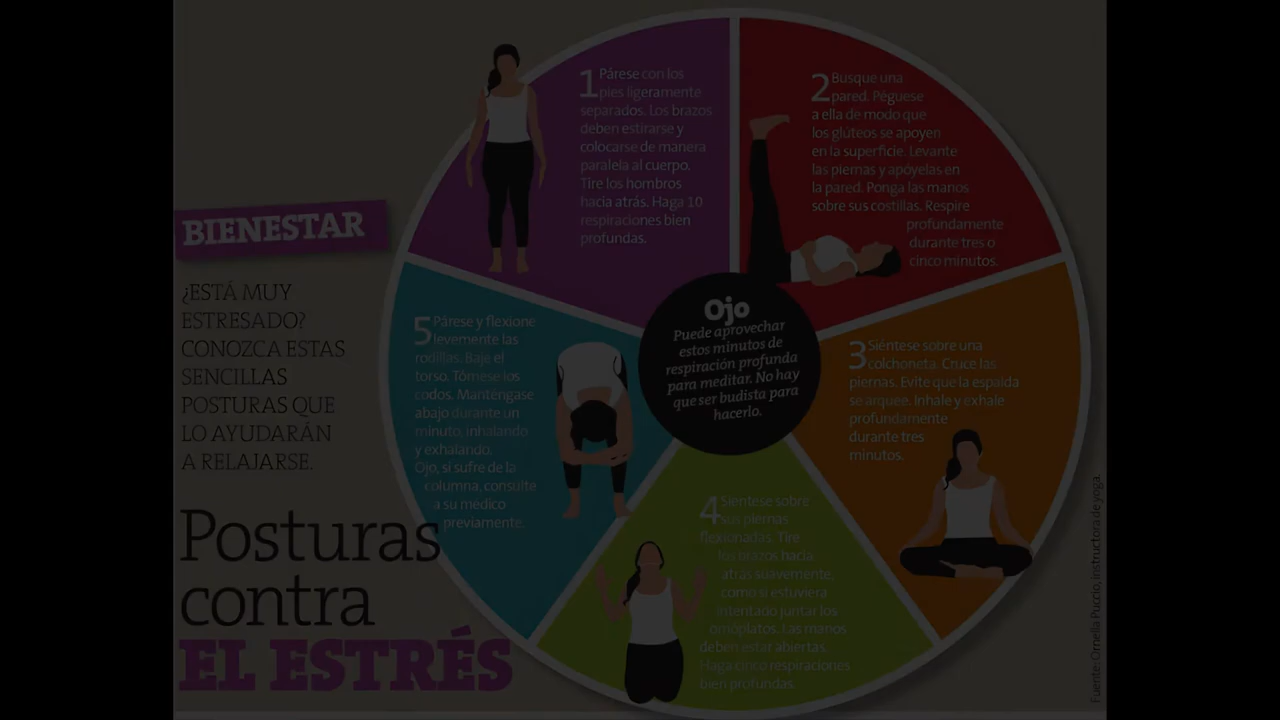 BIENESTAR
¿ESTÁ MUY
ESTRESADO?
CONOZCA ESTAS
SENCILLAS
POSTURAS QUE
LO AYUDARÁN
A RELAJARSE.
Posturas
contra
EL ESTRÉS
1 Párese con los
pies ligeramente
separados. Los brazos
deben estirarse y
colocarse de manera
paralela al cuerpo.
Tire los hombros
hacia atrás. Haga 10
respiraciones bien
profundas.
2 Busque una
pared. Péguese
a ella de modo que
los glúteos se apoyen
en la superficie. Levante
las piernas y apóyelas en
la pared. Ponga las manos
sobre sus costillas. Respire
profundamente
durante tres o
cinco minutos.
3 Siéntese sobre una
colchoneta. Cruce las
piernas. Evite que la espalda
se arquee. Inhale y exhale
profundamente
durante tres
minutos.
4 Siéntese sobre
sus piernas
flexionadas. Tire
los brazos hacia
atrás suavemente,
como si estuviera
intentado juntar los
omóplatos. Las manos
deben estar abiertas.
Haga cinco respiraciones
bien profundas.
5 Párese y flexione
levemente las
rodillas. Baje el
torso. Tómese los
codos. Manténgase
abajo durante un
minuto, inhalando
y exhalando.
Ojo, si sufre de la
columna, consulte
a su médico
previamente.
Ojo
Puede aprovechar
estos minutos de
respiración profunda
para meditar. No hay
que ser budista para
hacerlo.
Fuente: Ornella Puccio, instructora de yoga.